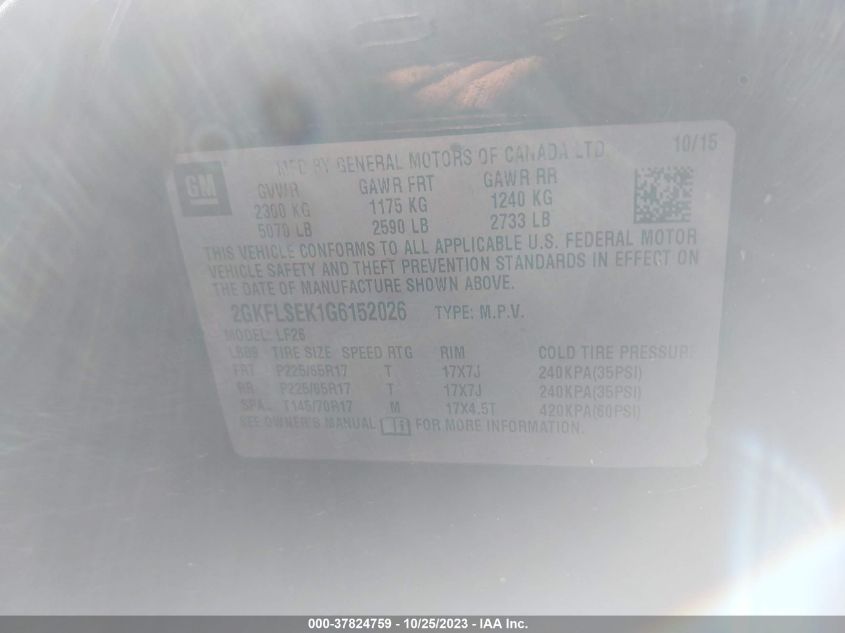 MFD BY GENERAL MOTORS OF CANADA LTD 10/15
GM
GVWR GAWR FRT GAWR RR
2300 KG 1175 KG 1240 KG
5070 LB 2590 LB 2733 LB
THIS VEHICLE CONFORMS TO ALL APPLICABLE U.S. FEDERAL MOTOR
VEHICLE SAFETY AND THEFT PREVENTION STANDARDS IN EFFECT ON
THE DATE OF MANUFACTURE SHOWN ABOVE.
2GKFLSEK1G6152026 TYPE: M.P.V.
MODEL: LF26
TIRE SIZE SPEED RTG RIM COLD TIRE PRESSURE
FRT P225/65R17 T 17X7J 240KPA(35PSI)
RR P225/65R17 T 17X7J 240KPA(35PSI)
SPA T145/70R17 M 17X4.5T 420KPA(60PSI)
SEE OWNER'S MANUAL FOR MORE INFORMATION.
000-37824759 - 10/25/2023 - IAA Inc.